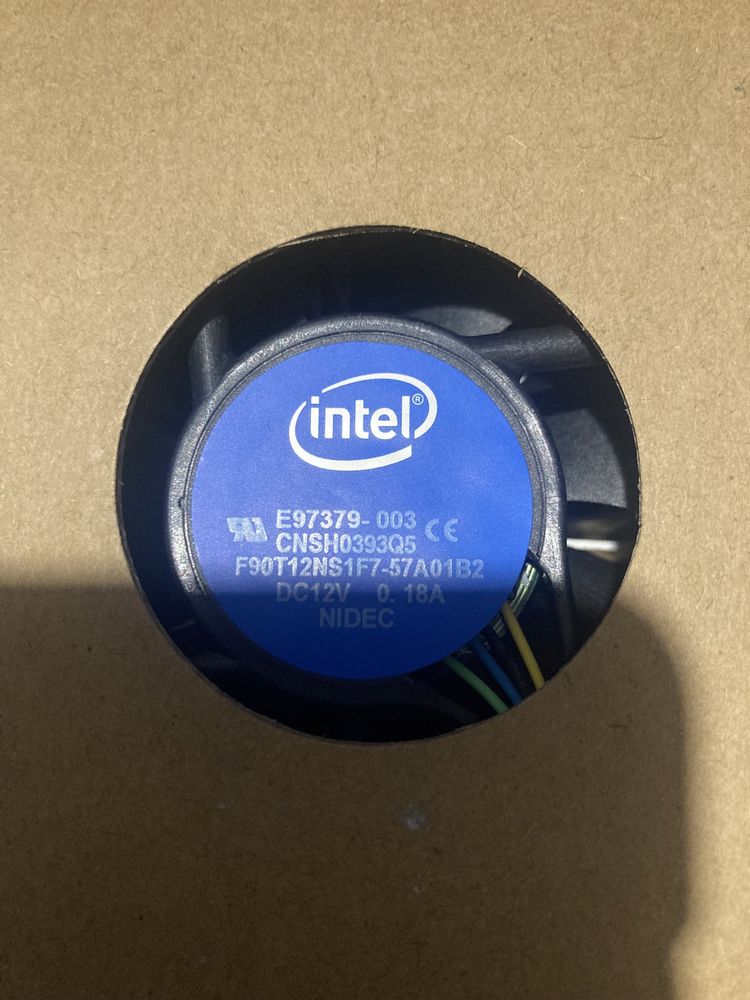 intel®
E97379-003
CNSH0393Q5
F90T12NS1F7-57A01B2
DC12V 0.18A
NIDEC